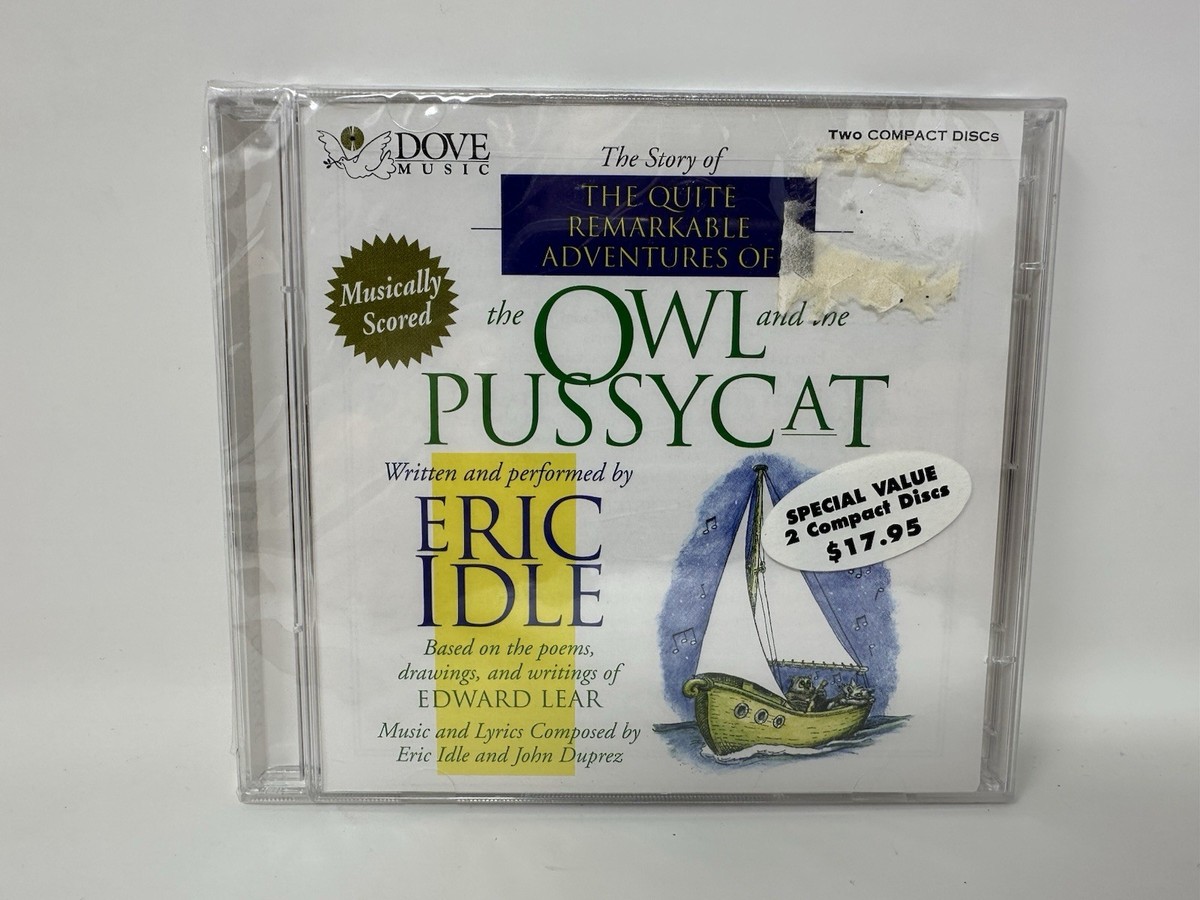 DOVE
MUSIC
Two COMPACT DISCs
The Story of
THE QUITE
REMARKABLE
ADVENTURES OF
Musically
Scored
the OWL and the
PUSSYCAT
Written and performed by
ERIC
IDLE
Based on the poems,
drawings, and writings of
EDWARD LEAR
Music and Lyrics Composed by
Eric Idle and John Duprez
SPECIAL VALUE
2 Compact Discs
$17.95